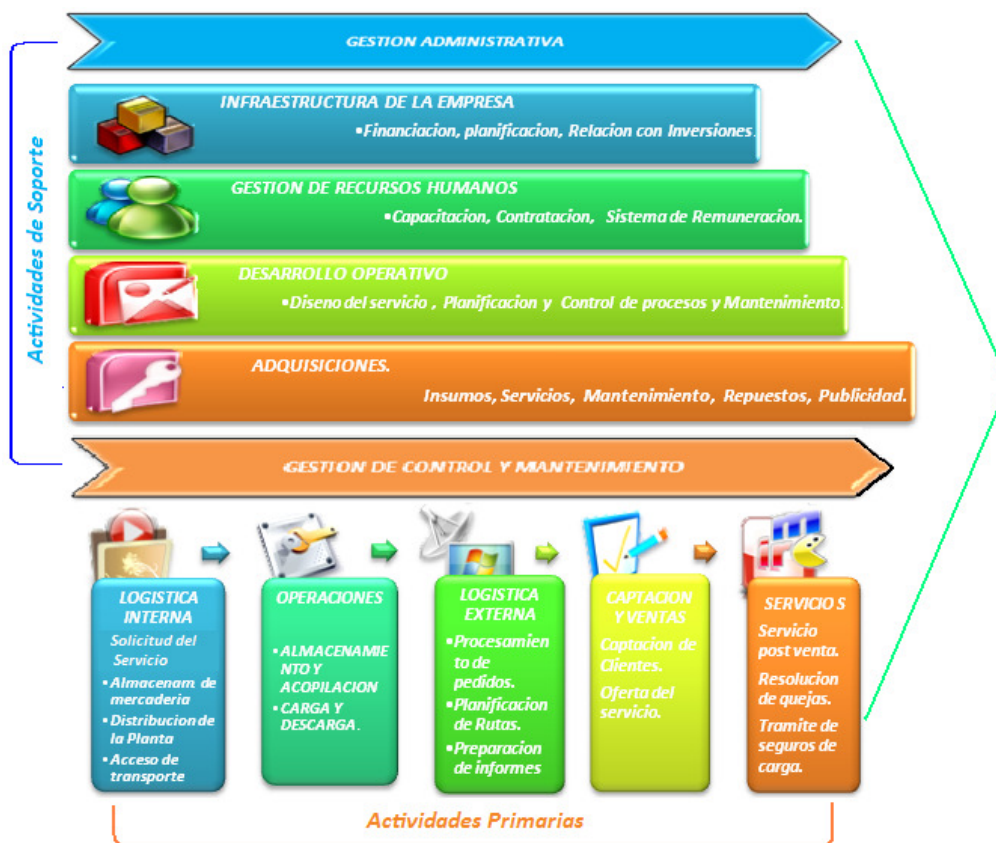 GESTION ADMINISTRATIVA
Actividades de Soporte
INFRAESTRUCTURA DE LA EMPRESA
•Financiacion, planificacion, Relacion con Inversiones.
GESTION DE RECURSOS HUMANOS
•Capacitacion, Contratacion, Sistema de Remuneracion.
DESARROLLO OPERATIVO
•Diseno del servicio , Planificacion y Control de procesos y Mantenimiento.
ADQUISICIONES.
Insumos, Servicios, Mantenimiento, Repuestos, Publicidad.
GESTION DE CONTROL Y MANTENIMIENTO
LOGISTICA
INTERNA
Solicitud del
Servicio
• Almacenam. de
mercaderia
• Distribucion de
la Planta
• Acceso de
transporte
OPERACIONES
• ALMACENAMIE
NTO Y
ACOPILACION
• CARGA Y
DESCARGA.
LOGISTICA
EXTERNA
•Procesamien
to de
pedidos.
•Planificacion
de Rutas.
•Preparacion
de informes
CAPTACION
Y VENTAS
Captacion de
Clientes.
Oferta del
servicio.
SERVICIO S
Servicio
post venta.
Resolucion
de quejas.
Tramite de
seguros de
carga.
Actividades Primarias